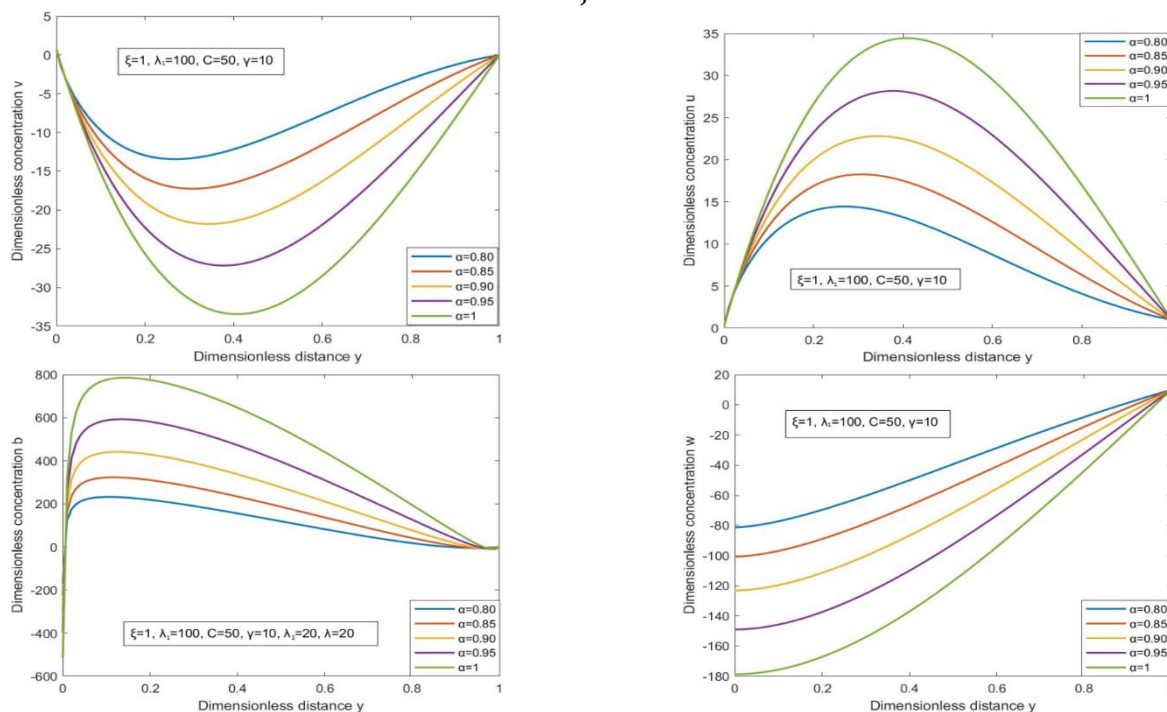 Dimensionless concentration v
5
0
-5
-10
-15
-20
-25
-30
-35
ξ=1, λ₁=100, C=50, γ=10
α=0.80
α=0.85
α=0.90
α=0.95
α=1
0 0.2 0.4 0.6 0.8 1
Dimensionless distance y
Dimensionless concentration u
35
30
25
20
15
10
5
0
α=0.80
α=0.85
α=0.90
α=0.95
α=1
ξ=1, λ₁=100, C=50, γ=10
0 0.2 0.4 0.6 0.8
Dimensionless distance y
Dimensionless concentration b
800
600
400
200
0
-200
-400
-600
ξ=1, λ₁=100, C=50, γ=10, λ₂=20, λ=20
α=0.80
α=0.85
α=0.90
α=0.95
α=1
0 0.2 0.4 0.6 0.8 1
Dimensionless distance y
Dimensionless concentration w
20
0
-20
-40
-60
-80
-100
-120
-140
-160
-180
ξ=1, λ₁=100, C=50, γ=10
α=0.80
α=0.85
α=0.90
α=0.95
α=1
0 0.2 0.4 0.6 0.8
Dimensionless distance y